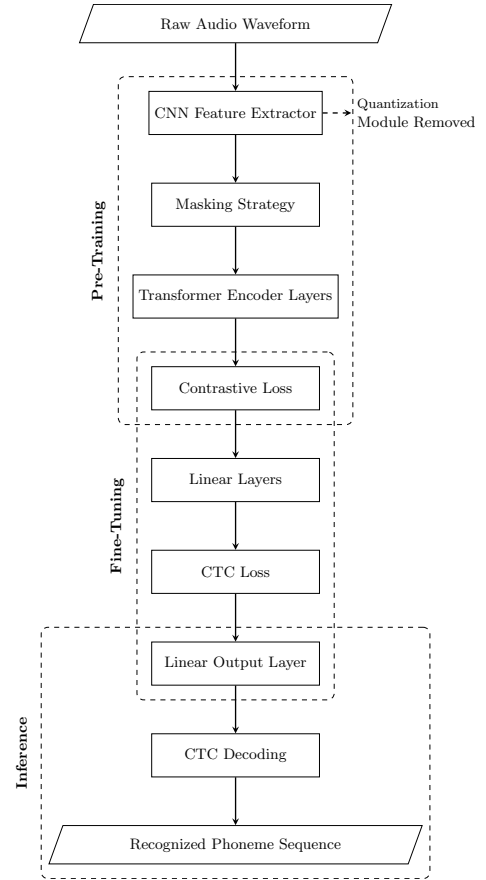 Raw Audio Waveform
CNN Feature Extractor
Quantization
Module Removed
Masking Strategy
Pre-Training
Transformer Encoder Layers
Contrastive Loss
Linear Layers
Fine-Tuning
CTC Loss
Linear Output Layer
Inference
CTC Decoding
Recognized Phoneme Sequence